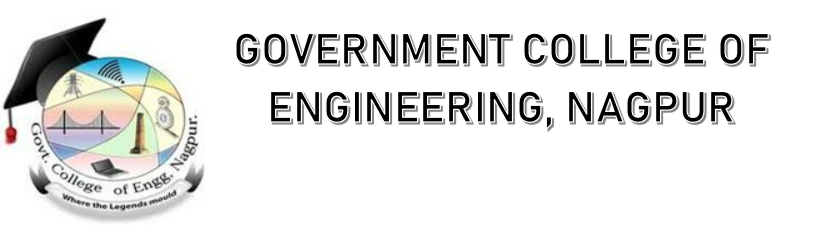 GOVERNMENT COLLEGE OF
ENGINEERING, NAGPUR
Govt. College of Engg, Nagpur.
Where the Legends mould